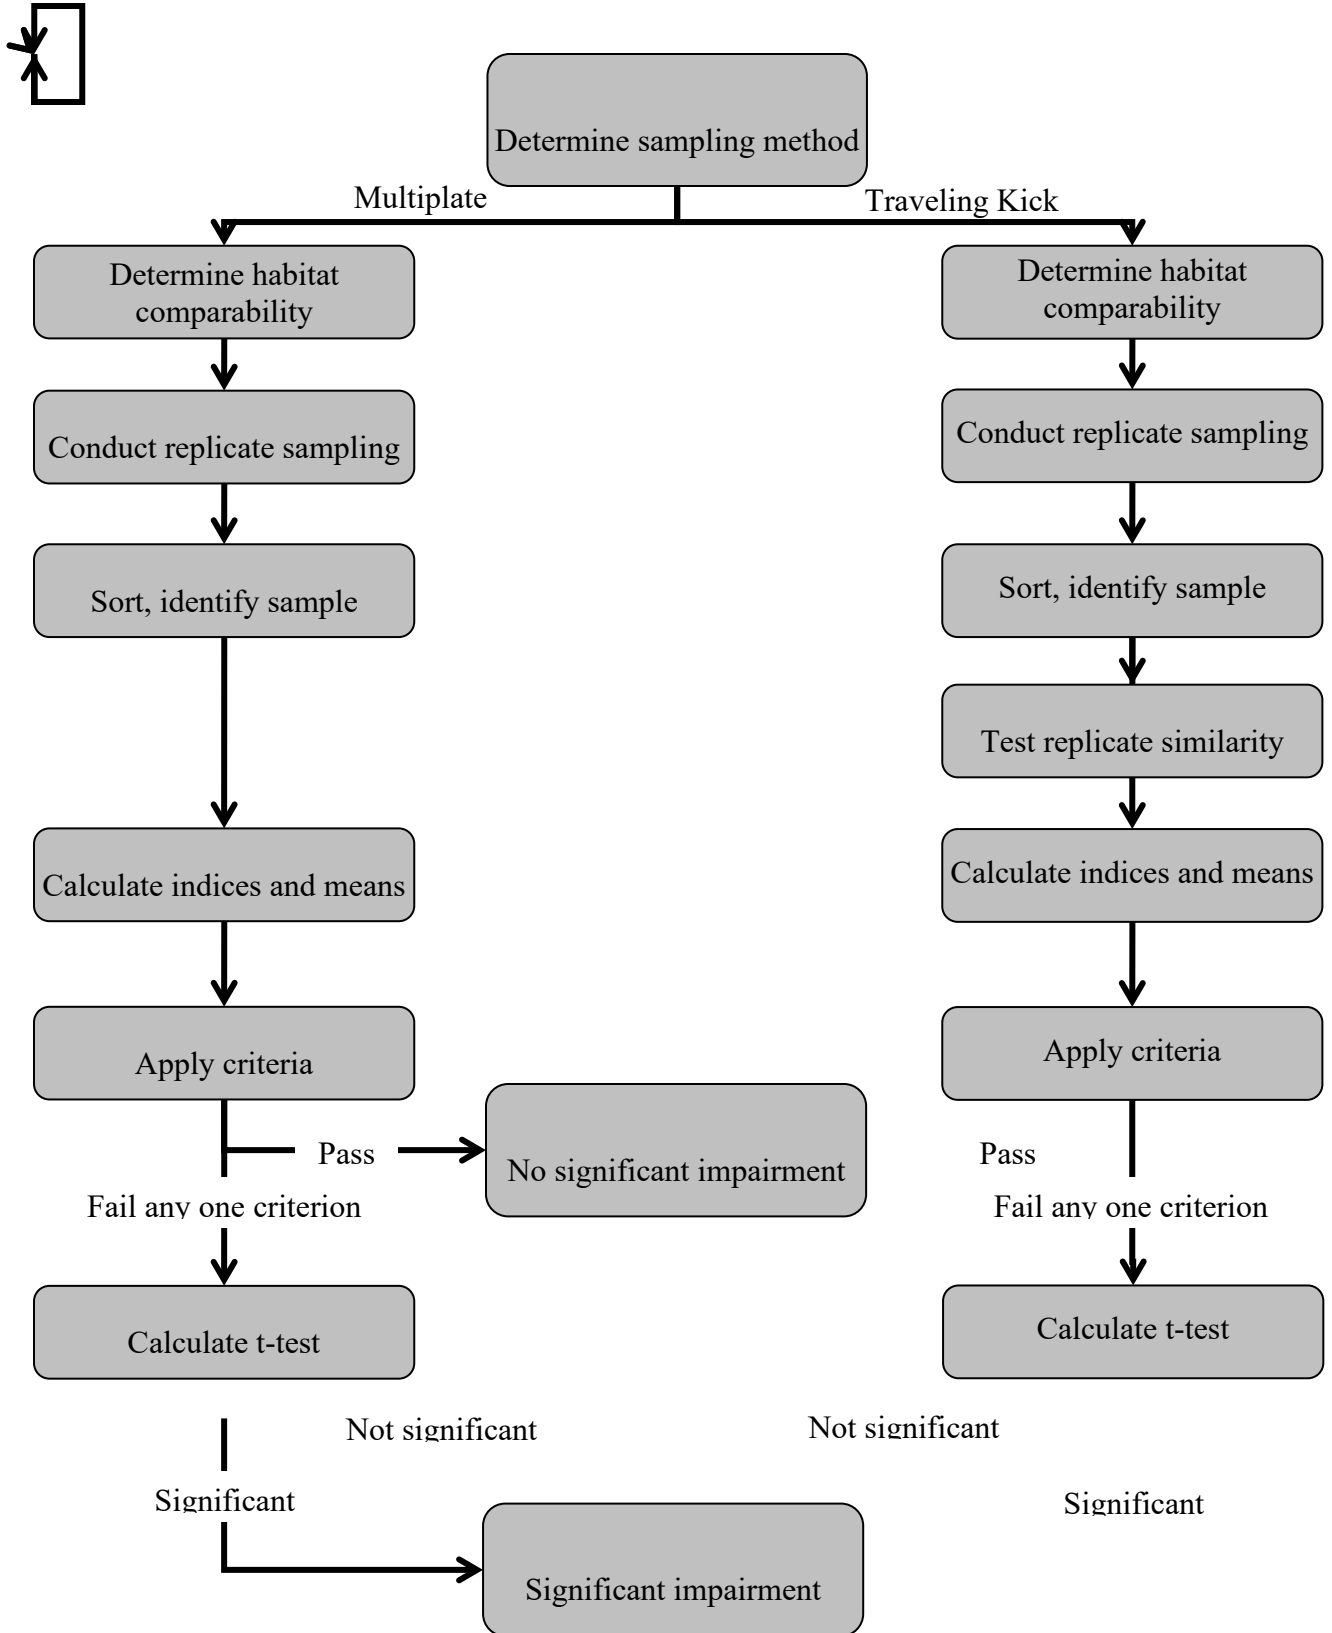 Determine sampling method
Multiplate
Traveling Kick
Determine habitat
comparability
Determine habitat
comparability
Conduct replicate sampling
Conduct replicate sampling
Sort, identify sample
Sort, identify sample
Test replicate similarity
Calculate indices and means
Calculate indices and means
Apply criteria
Apply criteria
Pass
No significant impairment
Pass
Fail any one criterion
Fail any one criterion
Calculate t-test
Calculate t-test
Not significant
Not significant
Significant
Significant
Significant impairment